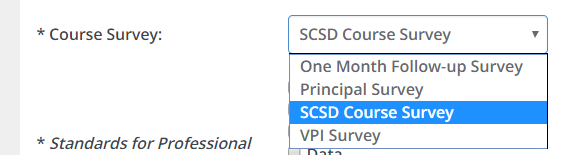 * Course Survey:
SCSD Course Survey
One Month Follow-up Survey
Principal Survey
SCSD Course Survey
VPI Survey
* Standards for Professional
Data